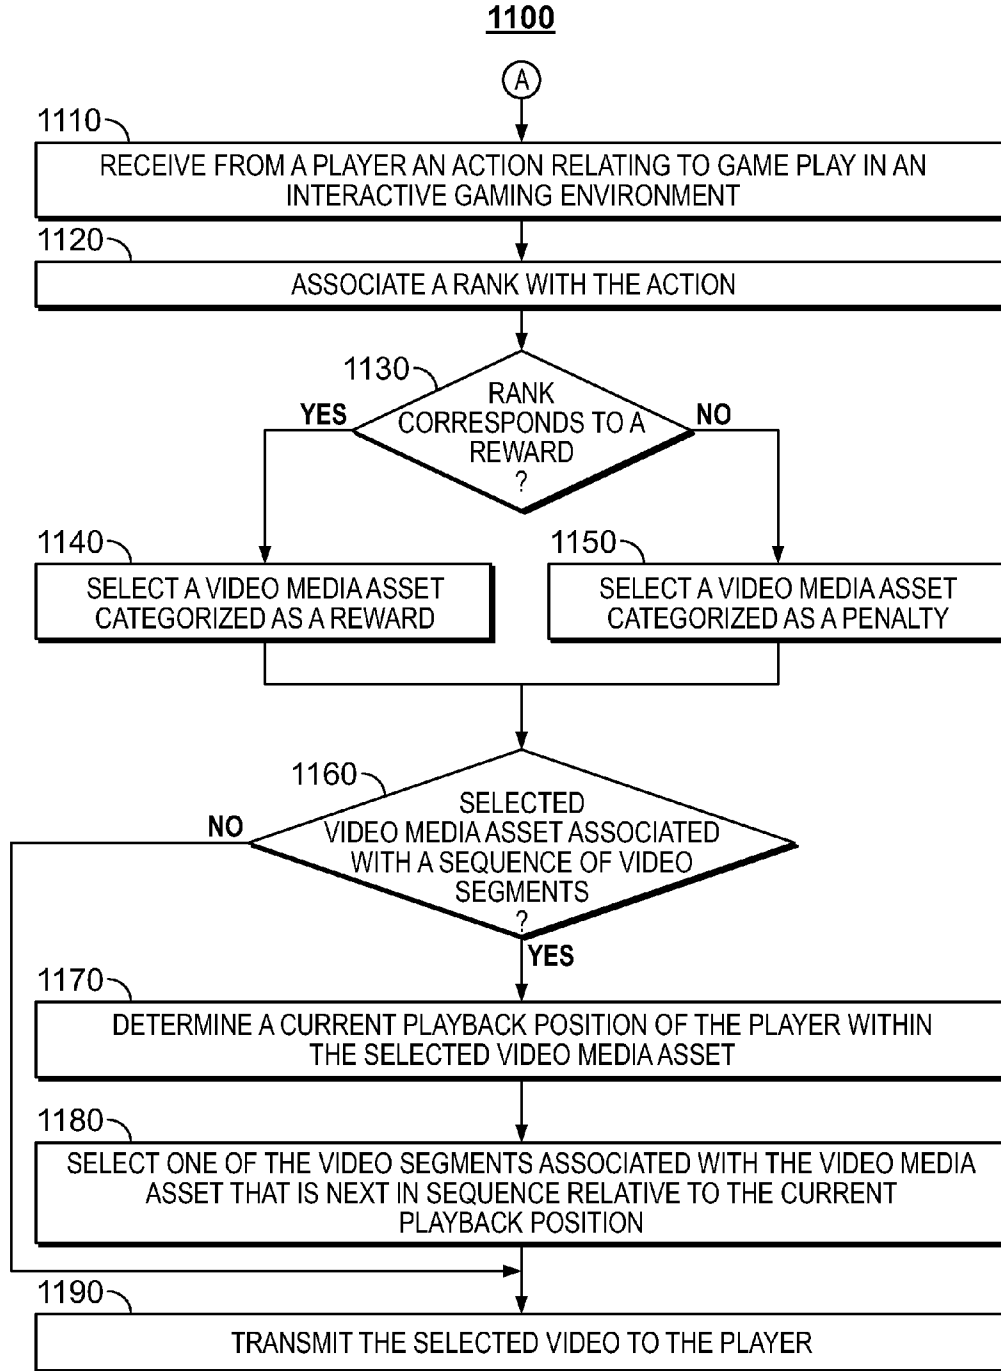 1100
A
1110
RECEIVE FROM A PLAYER AN ACTION RELATING TO GAME PLAY IN AN
INTERACTIVE GAMING ENVIRONMENT
1120
ASSOCIATE A RANK WITH THE ACTION
1130
RANK
CORRESPONDS TO A
REWARD
?
YES
NO
1140
SELECT A VIDEO MEDIA ASSET
CATEGORIZED AS A REWARD
1150
SELECT A VIDEO MEDIA ASSET
CATEGORIZED AS A PENALTY
1160
SELECTED
VIDEO MEDIA ASSET ASSOCIATED
WITH A SEQUENCE OF VIDEO
SEGMENTS
?
NO
YES
1170
DETERMINE A CURRENT PLAYBACK POSITION OF THE PLAYER WITHIN
THE SELECTED VIDEO MEDIA ASSET
1180
SELECT ONE OF THE VIDEO SEGMENTS ASSOCIATED WITH THE VIDEO MEDIA
ASSET THAT IS NEXT IN SEQUENCE RELATIVE TO THE CURRENT
PLAYBACK POSITION
1190
TRANSMIT THE SELECTED VIDEO TO THE PLAYER